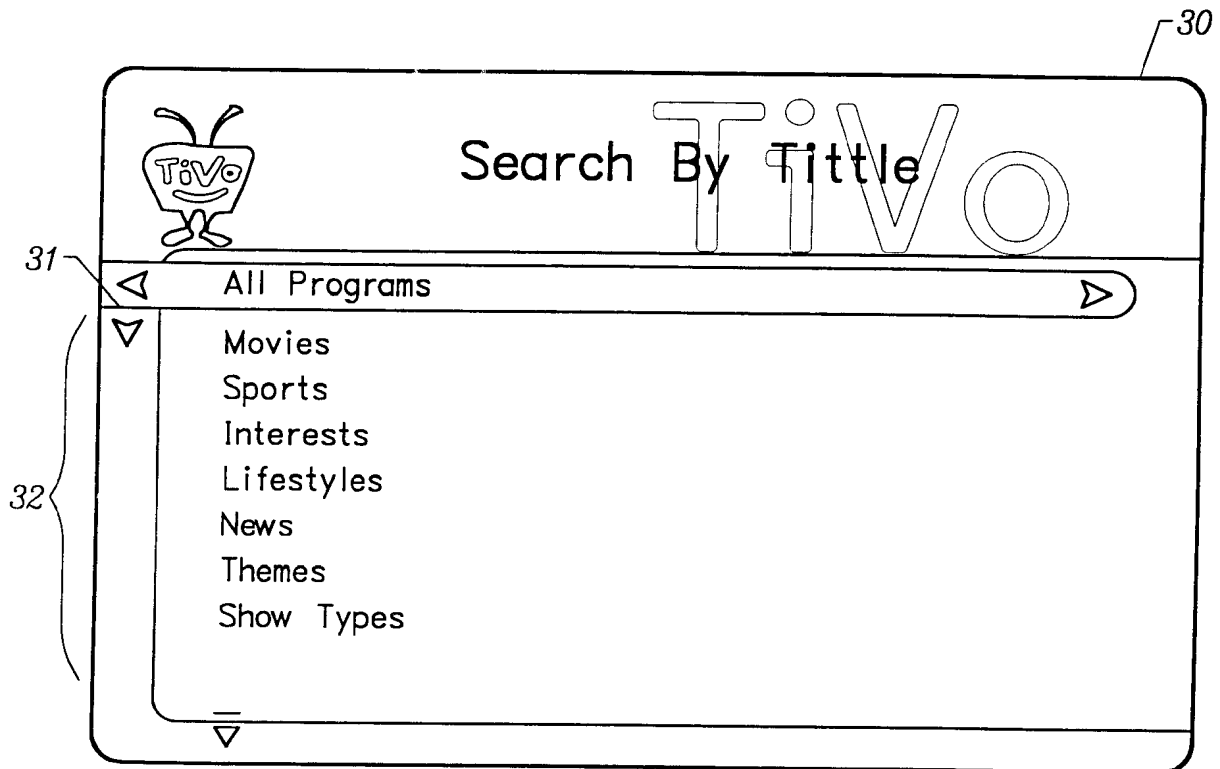 30
TiVo
TiVo
Search By Tittle
31
All Programs
Movies
Sports
Interests
Lifestyles
32
News
Themes
Show Types